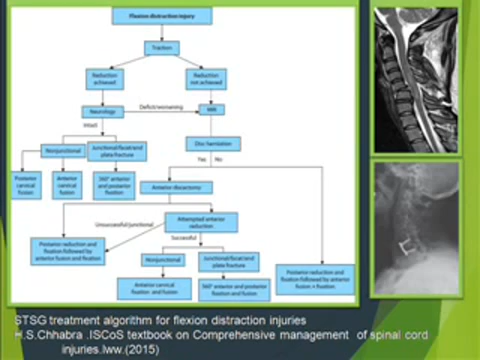 Flexion distraction injury
Traction
Reduction
achieved
Reduction
not achieved
Neurology
Deficit/worsening
MRI
Intact
Nonjunctional
Junctional/facet/end
plate fracture
Disc herniation
Yes
No
Posterior
cervical
fusion
Anterior
cervical
fusion
360° anterior
and posterior
fixation
Anterior discectomy
Unsuccessful/junctional
Attempted anterior
reduction
Successful
Posterior reduction and
fixation followed by
anterior fusion and fixation
Nonjunctional
Junctional/facet/end
plate fracture
Posterior reduction and
fixation followed by anterior
fusion + fixation
Anterior cervical
fixation and fusion
360° anterior and posterior
fixation and fusion
STSG treatment algorithm for flexion distraction injuries
H.S.Chhabra .ISCoS textbook on Comprehensive management of spinal cord
injuries.lww.(2015)